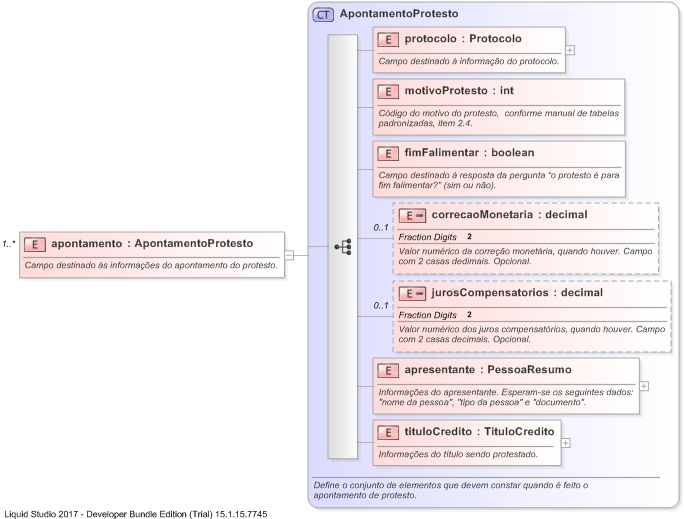 CT ApontamentoProtesto
E protocolo : Protocolo
Campo destinado à informação do protocolo.
E motivoProtesto : int
Código do motivo do protesto, conforme manual de tabelas
padronizadas, item 2.4.
E fimFalimentar : boolean
Campo destinado à resposta da pergunta "o protesto é para
fim falimentar?" (sim ou não).
0..1
E correcaoMonetaria : decimal
Fraction Digits 2
Valor numérico da correção monetária, quando houver. Campo
com 2 casas dedimais. Opcional.
1..*
E apontamento : ApontamentoProtesto
Campo destinado às informações do apontamento do protesto.
0..1
E jurosCompensatorios : decimal
Fraction Digits 2
Valor numérico dos juros compensatórios, quando houver. Campo
com 2 casas decimais. Opcional.
E apresentante : PessoaResumo
Informações do apresentante. Esperam-se os seguintes dados:
"nome da pessoa", "tipo da pessoa" e "documento".
E tituloCredito : TituloCredito
Informações do título sendo protestado.
Define o conjunto de elementos que devem constar quando é feito o
apontamento de protesto.
Liquid Studio 2017 - Developer Bundle Edition (Trial) 15.1.15.7745